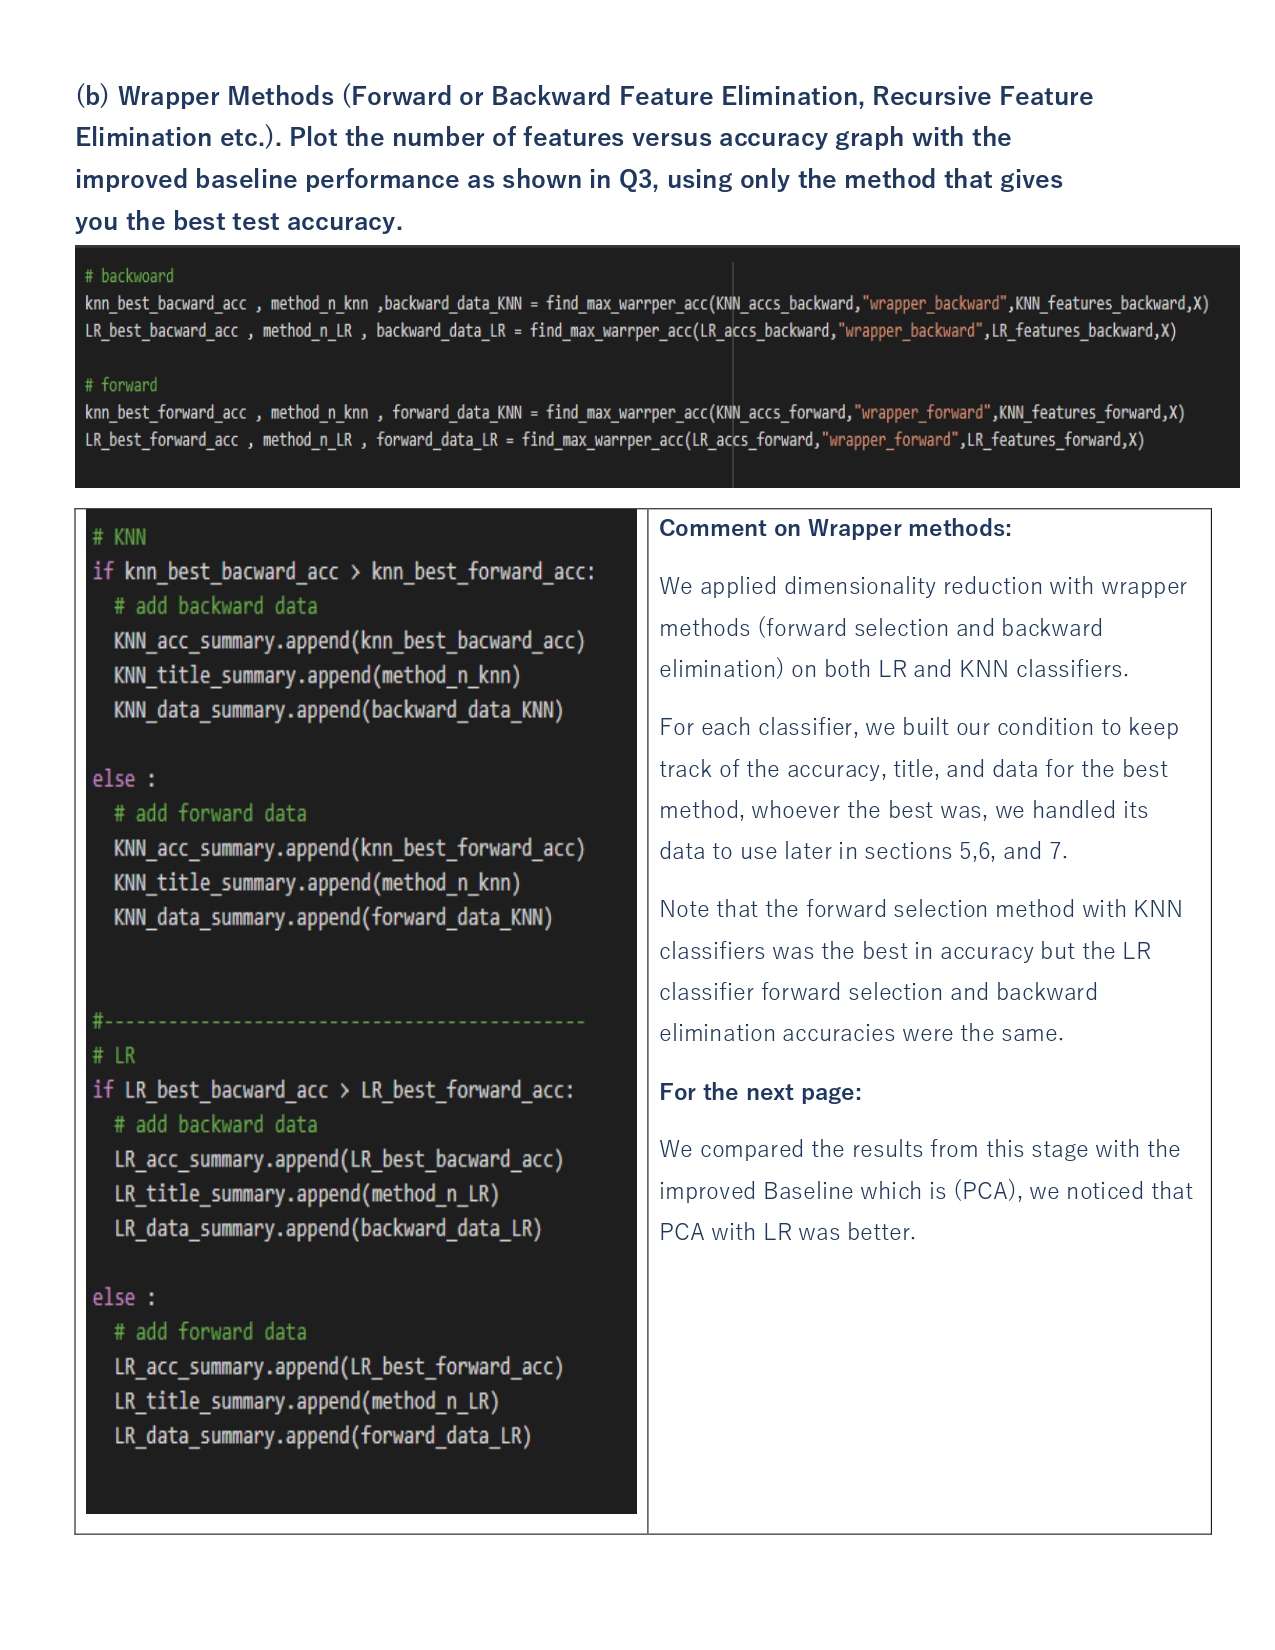 (b) Wrapper Methods (Forward or Backward Feature Elimination, Recursive Feature
Elimination etc.). Plot the number of features versus accuracy graph with the
improved baseline performance as shown in Q3, using only the method that gives
you the best test accuracy.
# backwoard
knn_best_bacward_acc , method_n_knn ,backward_data_KNN = find_max_warrper_acc(KNN_accs_backward,"wrapper_backward",KNN_features_backward,X)
LR_best_bacward_acc , method_n_LR , backward_data_LR = find_max_warrper_acc(LR_accs_backward,"wrapper_backward",LR_features_backward,X)
# forward
knn_best_forward_acc , method_n_knn , forward_data_KNN = find_max_warrper_acc(KNN_accs_forward,"wrapper_forward",KNN_features_forward,X)
LR_best_forward_acc , method_n_LR , forward_data_LR = find_max_warrper_acc(LR_accs_forward,"wrapper_forward",LR_features_forward,X)
# KNN
if knn_best_bacward_acc > knn_best_forward_acc:
# add backward data
KNN_acc_summary.append(knn_best_bacward_acc)
KNN_title_summary.append(method_n_knn)
KNN_data_summary.append(backward_data_KNN)
else :
# add forward data
KNN_acc_summary.append(knn_best_forward_acc)
KNN_title_summary.append(method_n_knn)
KNN_data_summary.append(forward_data_KNN)
#---------------------------------------------
# LR
if LR_best_bacward_acc > LR_best_forward_acc:
# add backward data
LR_acc_summary.append(LR_best_bacward_acc)
LR_title_summary.append(method_n_LR)
LR_data_summary.append(backward_data_LR)
else :
# add forward data
LR_acc_summary.append(LR_best_forward_acc)
LR_title_summary.append(method_n_LR)
LR_data_summary.append(forward_data_LR)
Comment on Wrapper methods:
We applied dimensionality reduction with wrapper
methods (forward selection and backward
elimination) on both LR and KNN classifiers.
For each classifier, we built our condition to keep
track of the accuracy, title, and data for the best
method, whoever the best was, we handled its
data to use later in sections 5,6, and 7.
Note that the forward selection method with KNN
classifiers was the best in accuracy but the LR
classifier forward selection and backward
elimination accuracies were the same.
For the next page:
We compared the results from this stage with the
improved Baseline which is (PCA), we noticed that
PCA with LR was better.